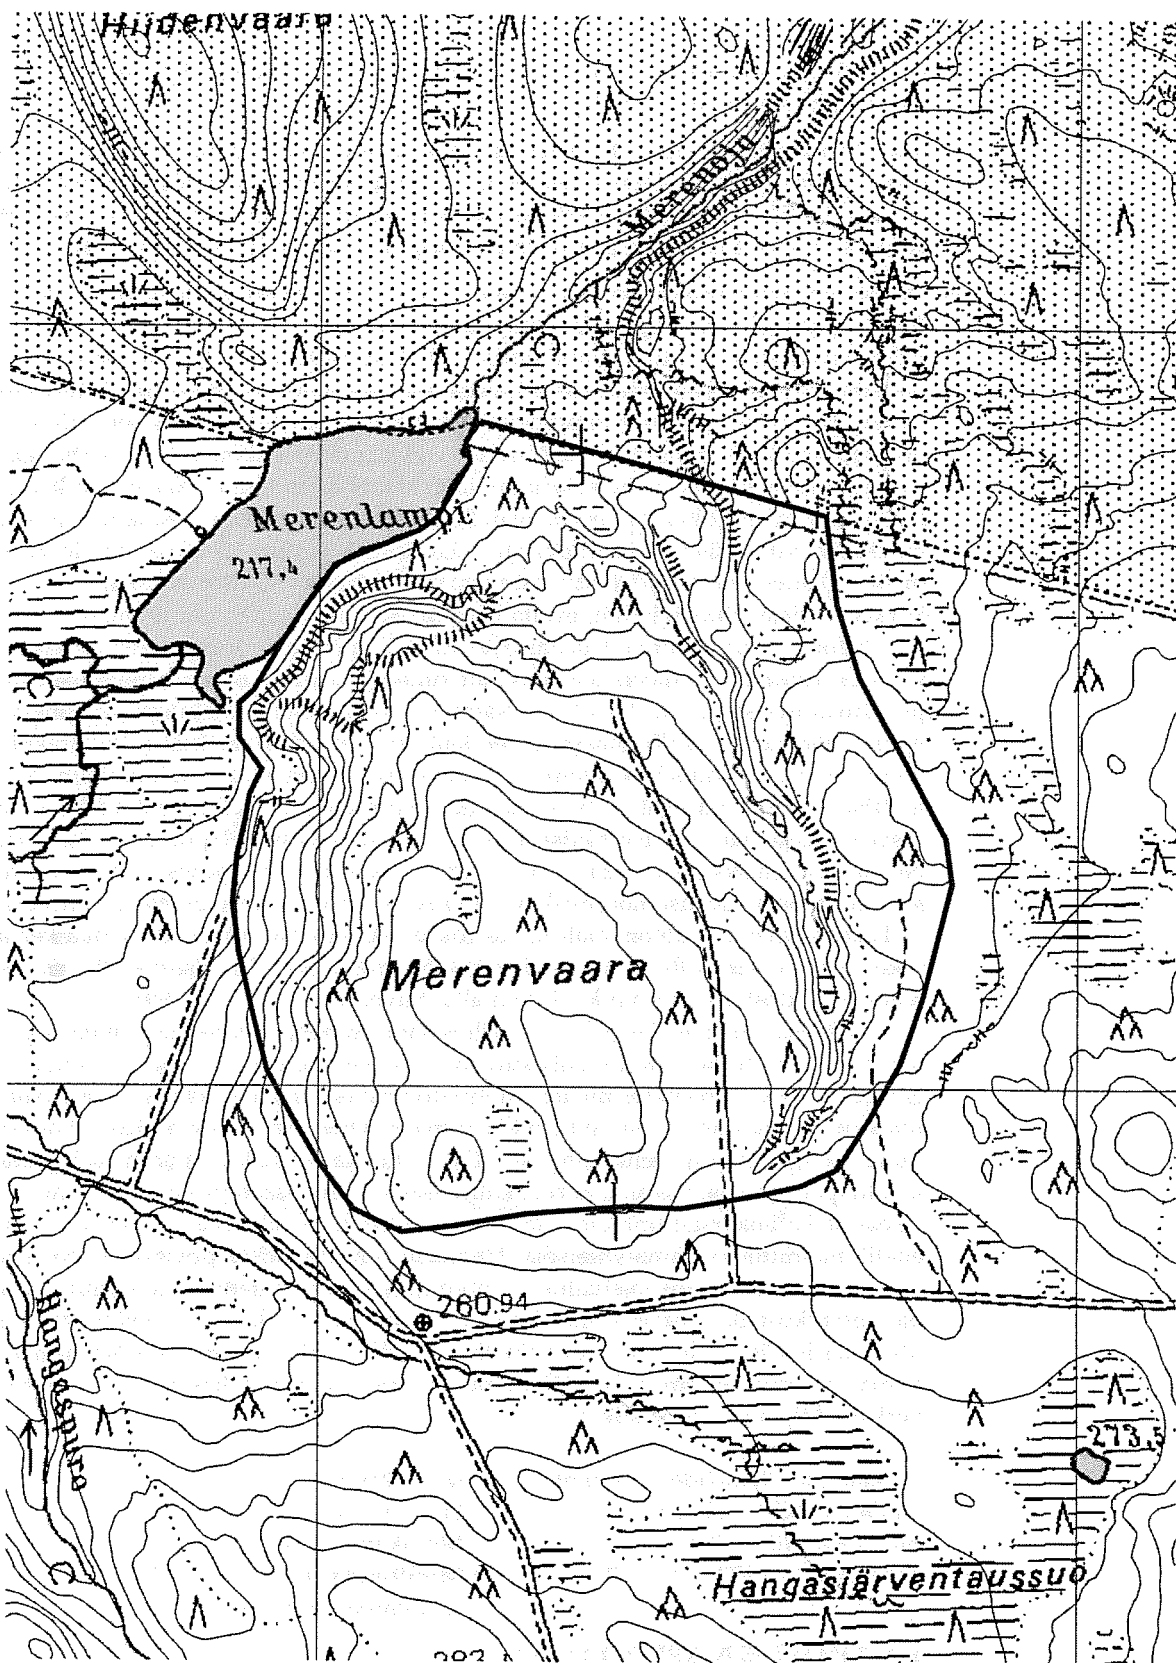 Hiidenvaara
Merenoja
Merenlampi
217,4
Merenvaara
260.94
Hangaspuro
273,5
Hangasjärventaussuo